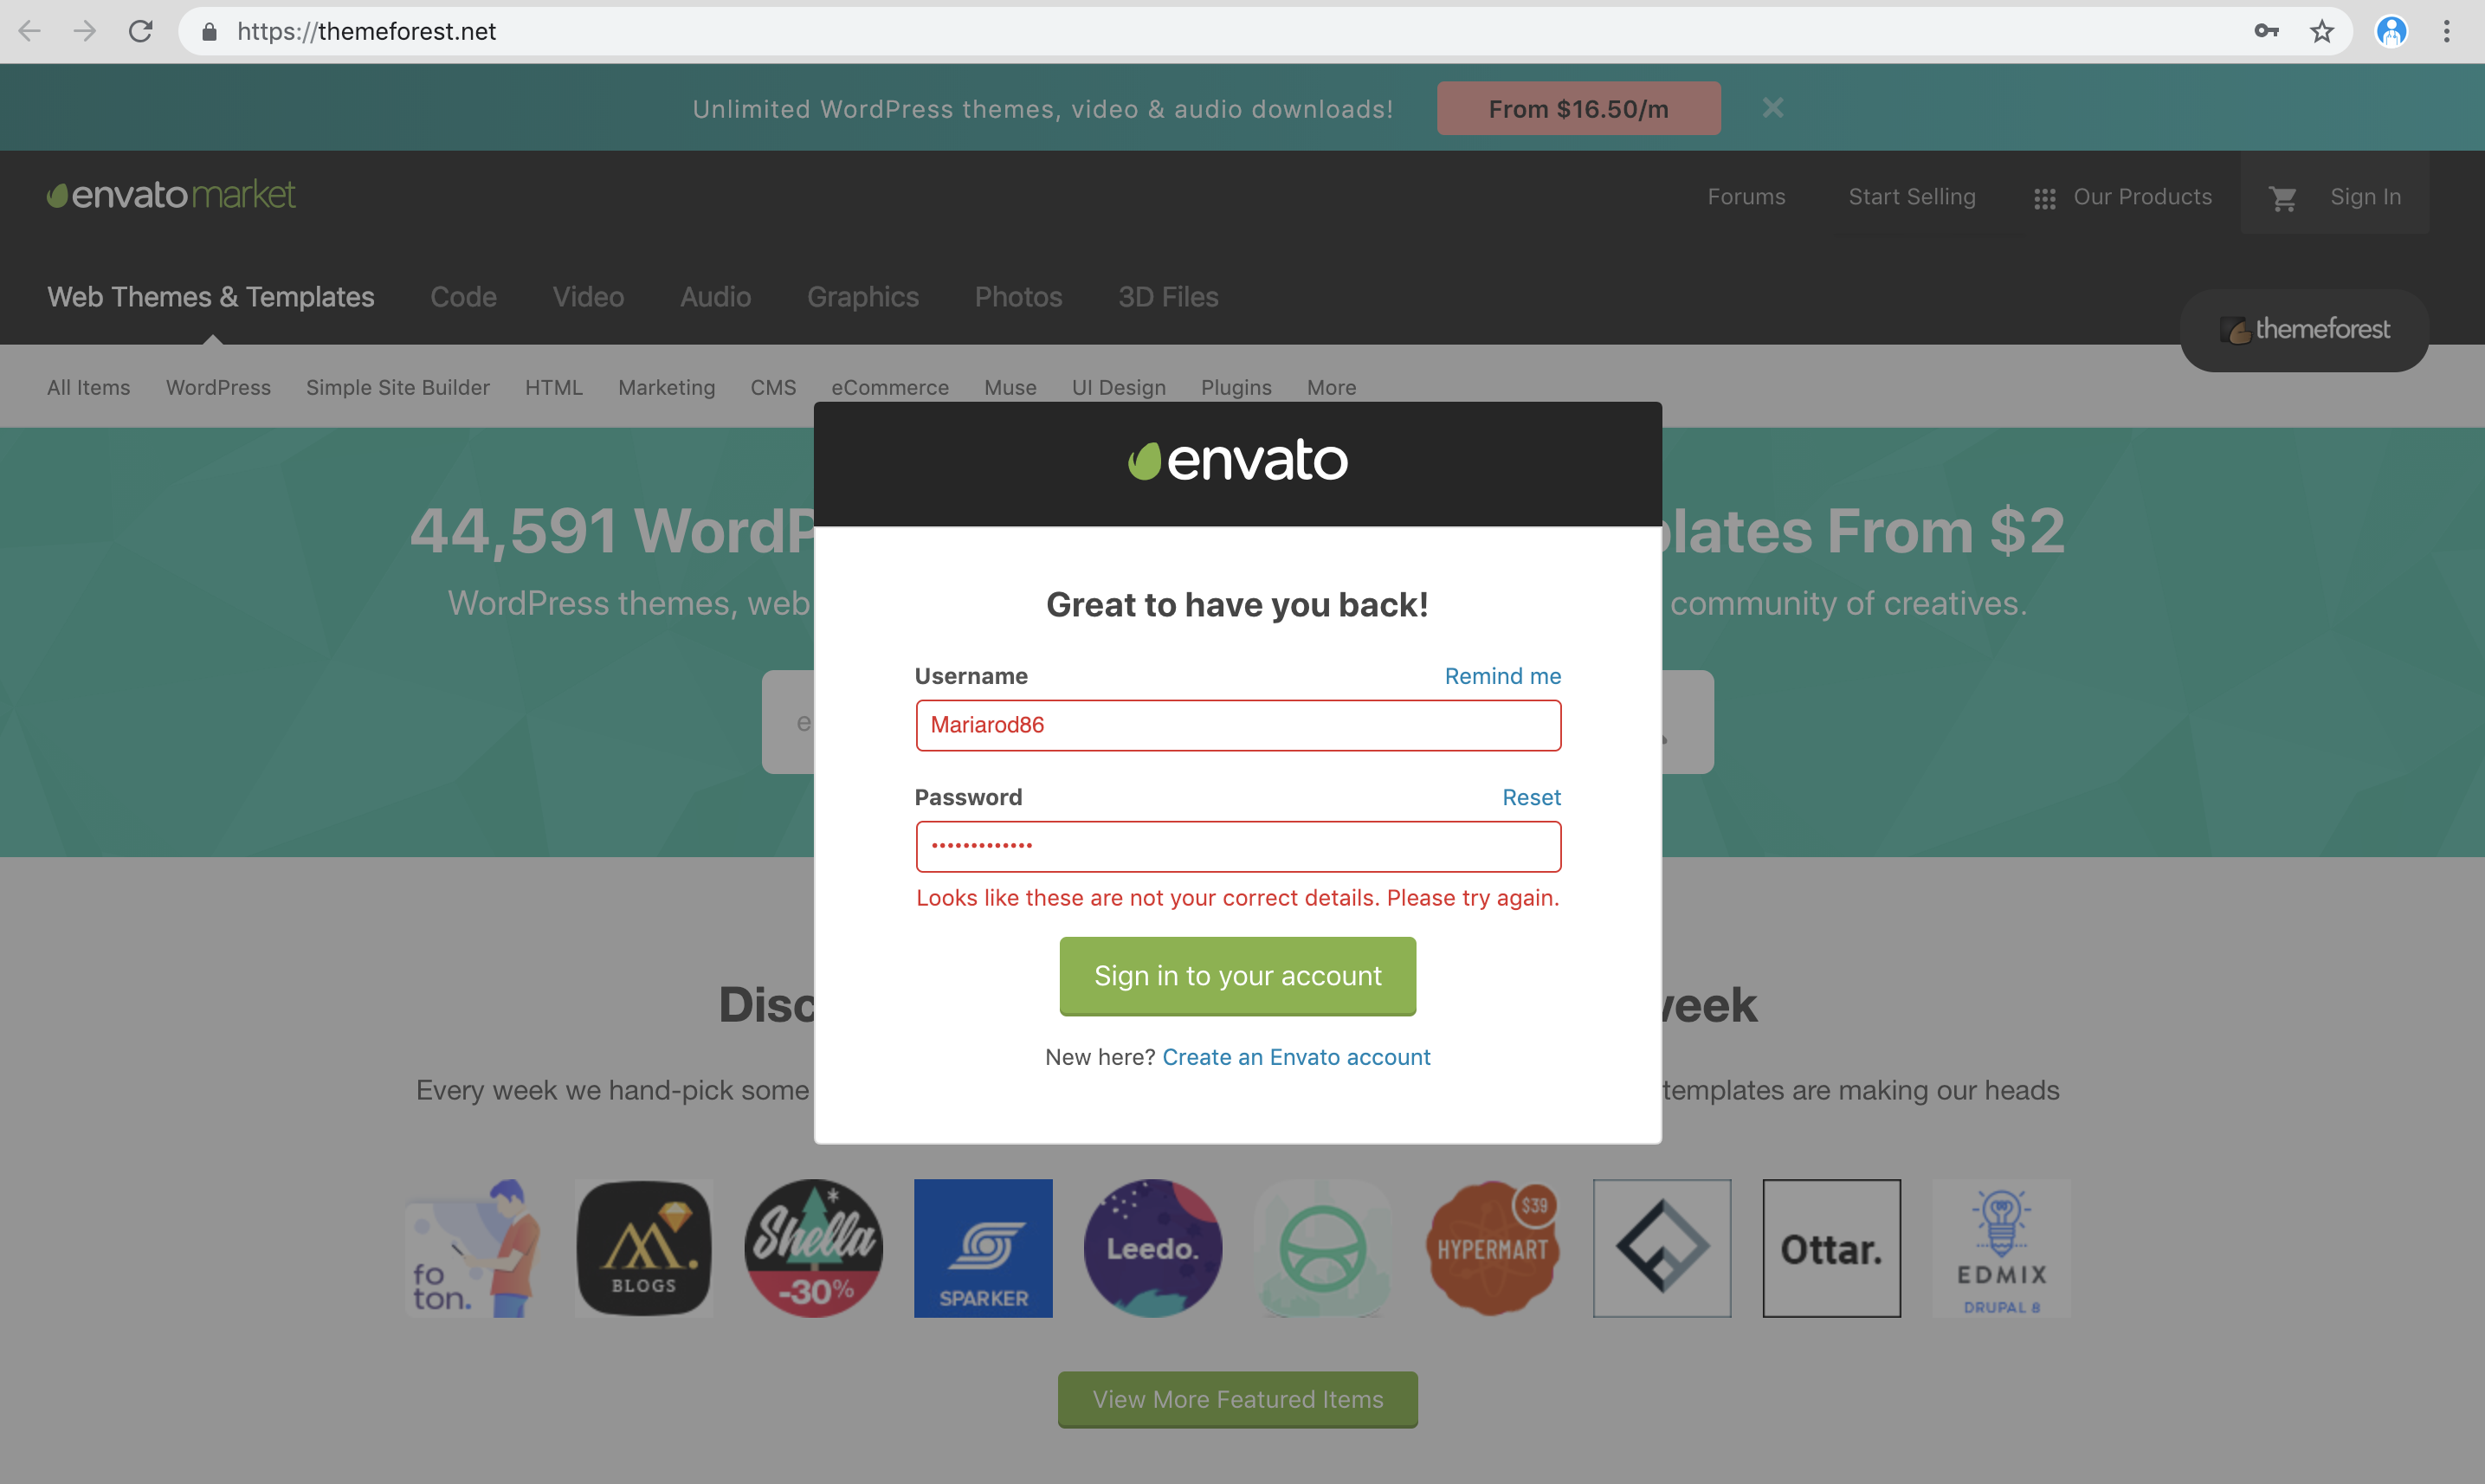 https://themeforest.net
Unlimited WordPress themes, video & audio downloads!
From $16.50/m
envato market
Forums
Start Selling
Our Products
Sign In
Web Themes & Templates
Code
Video
Audio
Graphics
Photos
3D Files
themeforest
All Items
WordPress
Simple Site Builder
HTML
Marketing
CMS
eCommerce
Muse
UI Design
Plugins
More
envato
44,591 WordP
lates From $2
WordPress themes, web
community of creatives.
Great to have you back!
Username
Remind me
Mariarod86
e
Password
Reset
•••••••••••••
Looks like these are not your correct details. Please try again.
Sign in to your account
Disc
eek
New here? Create an Envato account
Every week we hand-pick some
templates are making our heads
fo
ton.
M.
BLOGS
Shella
-30%
SPARKER
Leedo.
$39
HYPERMART
Ottar.
EDMIX
DRUPAL 8
View More Featured Items